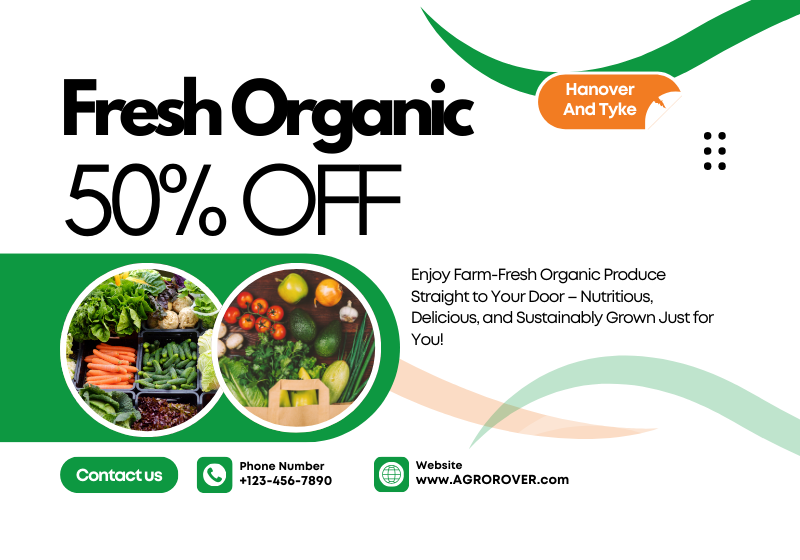 Hanover
And Tyke
Fresh Organic
50% OFF
Enjoy Farm-Fresh Organic Produce
Straight to Your Door – Nutritious,
Delicious, and Sustainably Grown Just for
You!
Contact us
Phone Number
+123-456-7890
Website
www.AGROROVER.com